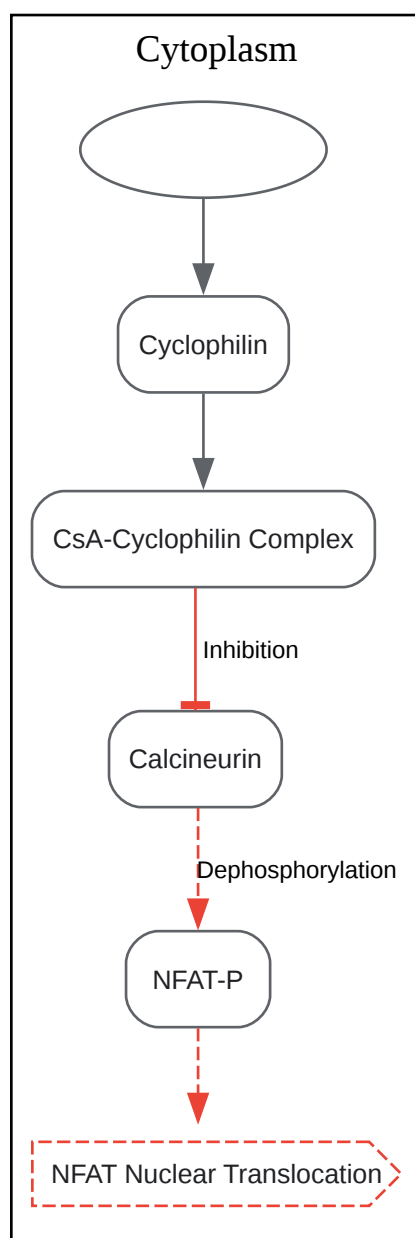 Cytoplasm
Cyclophilin
CsA-Cyclophilin Complex
Inhibition
Calcineurin
Dephosphorylation
NFAT-P
NFAT Nuclear Translocation